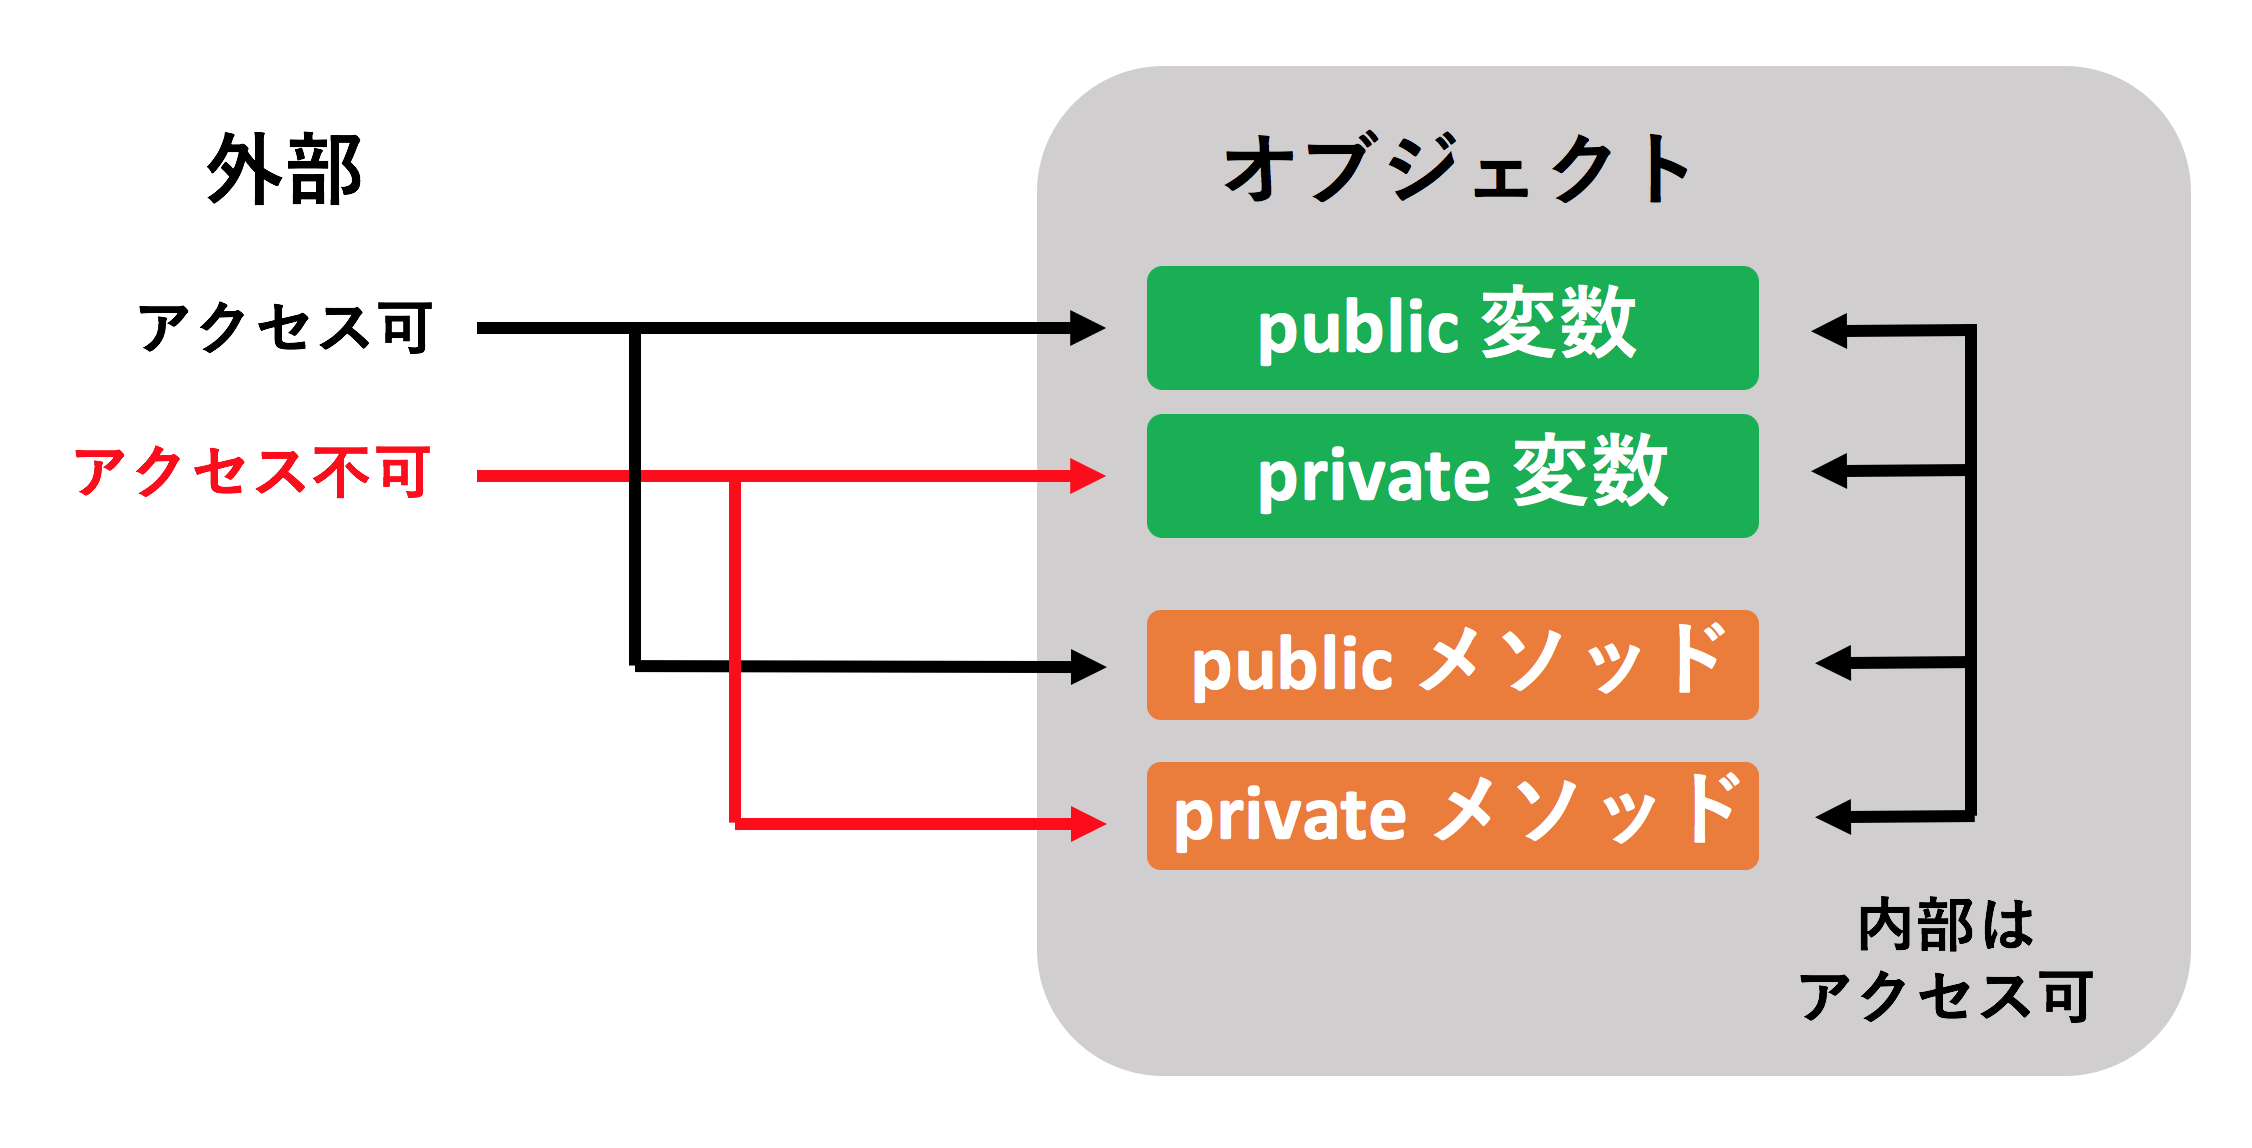 外部
オブジェクト
アクセス可
public 変数
アクセス不可
private 変数
public メソッド
private メソッド
内部は
アクセス可